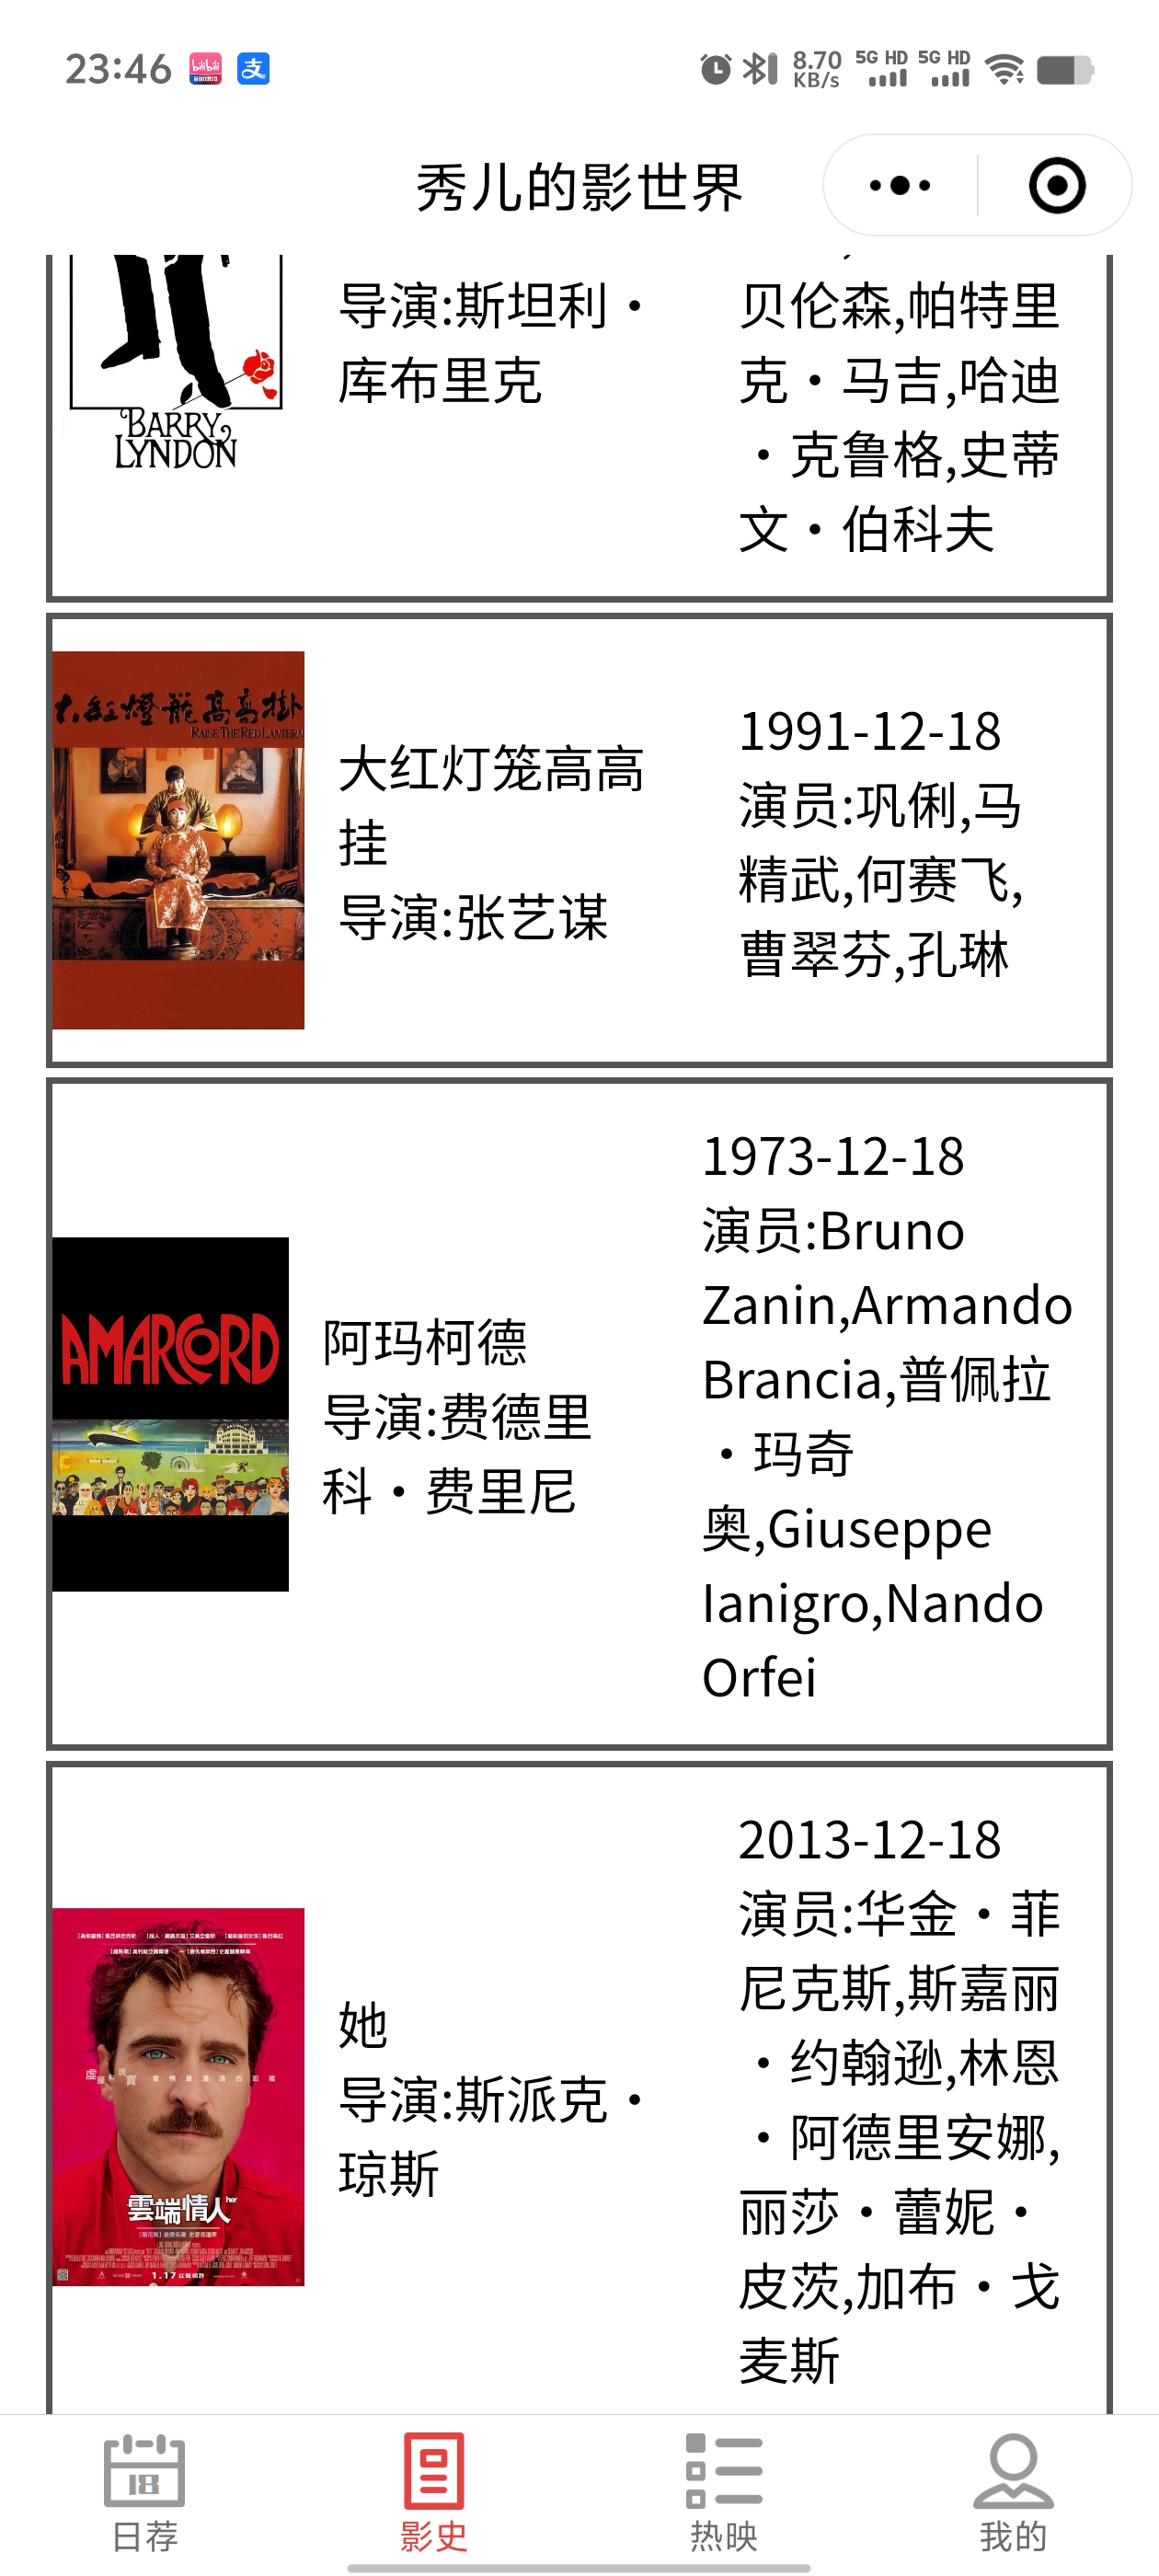 23:46
8.70 KB/s
5G HD 5G HD
秀儿的影世界
BARRY
LYNDON
导演:斯坦利·
库布里克
贝伦森,帕特里
克·马吉,哈迪
·克鲁格,史蒂
文·伯科夫
大紅燈籠高高掛
RAISE THE RED LANTERN
大红灯笼高高
挂
导演:张艺谋
1991-12-18
演员:巩俐,马
精武,何赛飞,
曹翠芬,孔琳
AMARCORD
阿玛柯德
导演:费德里
科·费里尼
1973-12-18
演员:Bruno
Zanin,Armando
Brancia,普佩拉
·玛奇
奥,Giuseppe
Ianigro,Nando
Orfei
雲端情人
her
1.17
她
导演:斯派克·
琼斯
2013-12-18
演员:华金·菲
尼克斯,斯嘉丽
·约翰逊,林恩
·阿德里安娜,
丽莎·蕾妮·
皮茨,加布·戈
麦斯
18
日荐
影史
热映
我的